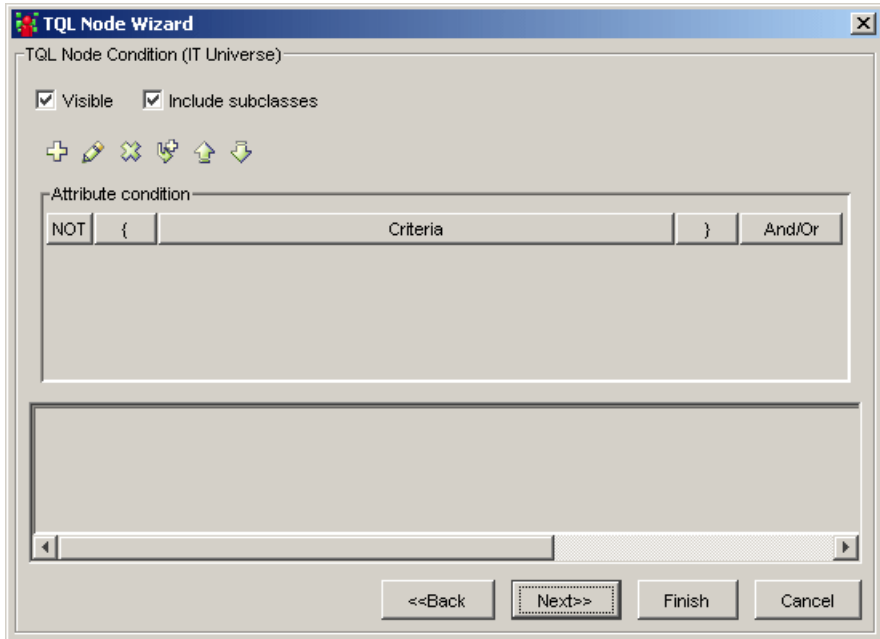 TQL Node Wizard
TQL Node Condition (IT Universe)
Visible Include subclasses
Attribute condition
NOT { Criteria } And/Or
<<Back Next>> Finish Cancel